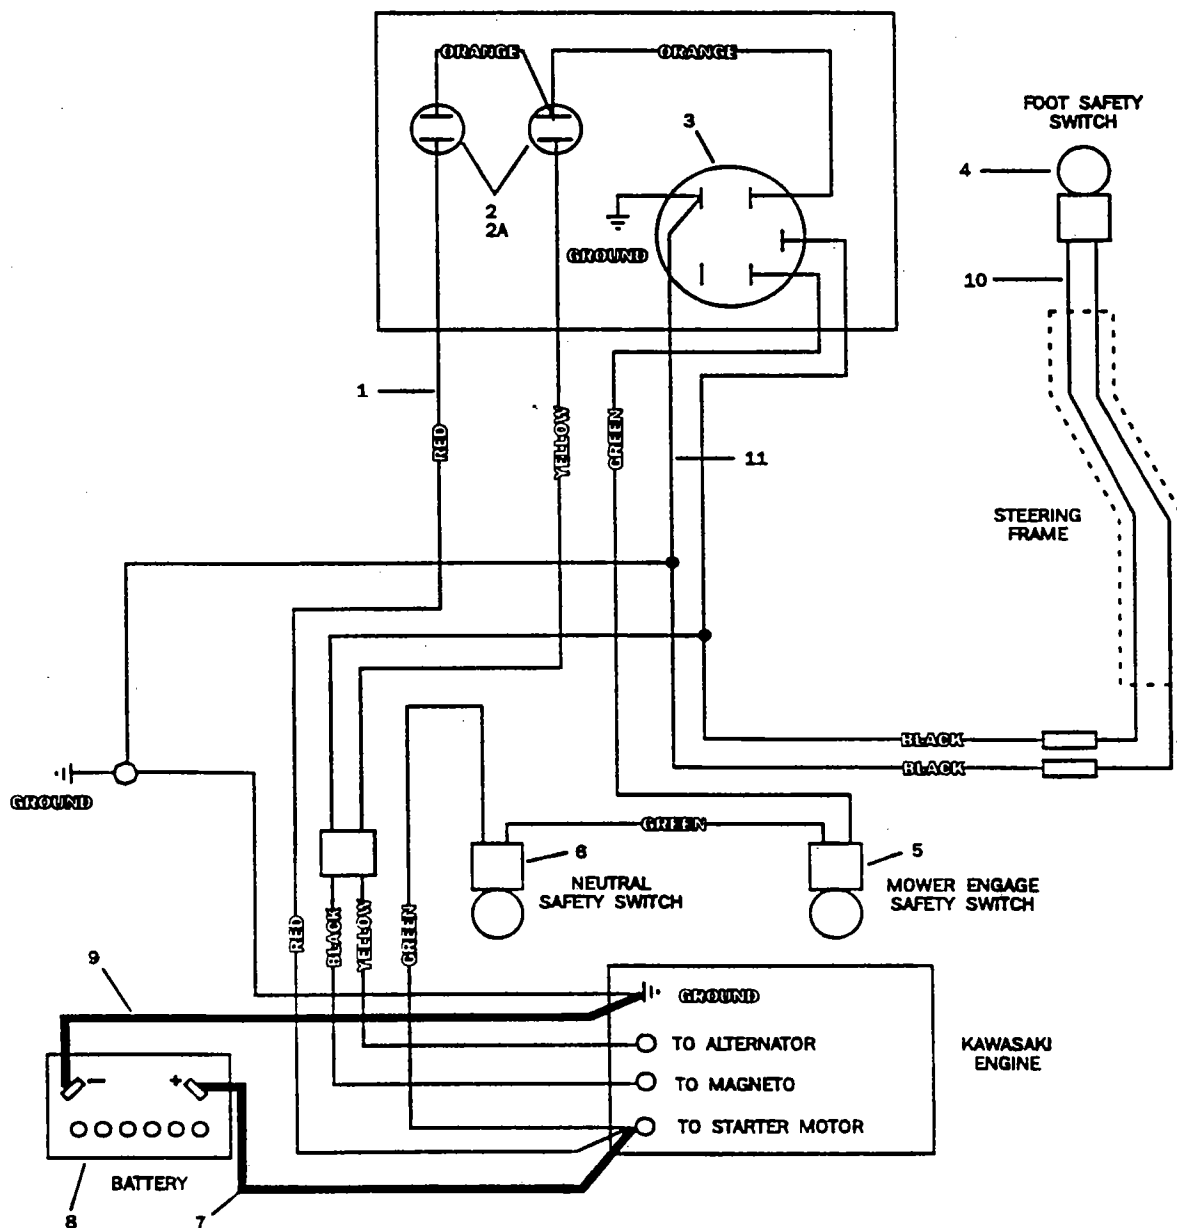 ORANGE
ORANGE
FOOT SAFETY
SWITCH
3
4
2
2A
GROUND
10
1
RED
YELLOW
GREEN
11
STEERING
FRAME
BLACK
BLACK
GROUND
GREEN
6
5
NEUTRAL
SAFETY SWITCH
MOWER ENGAGE
SAFETY SWITCH
RED
BLACK
YELLOW
GREEN
9
GROUND
TO ALTERNATOR
KAWASAKI
ENGINE
- +
TO MAGNETO
TO STARTER MOTOR
BATTERY
8
7